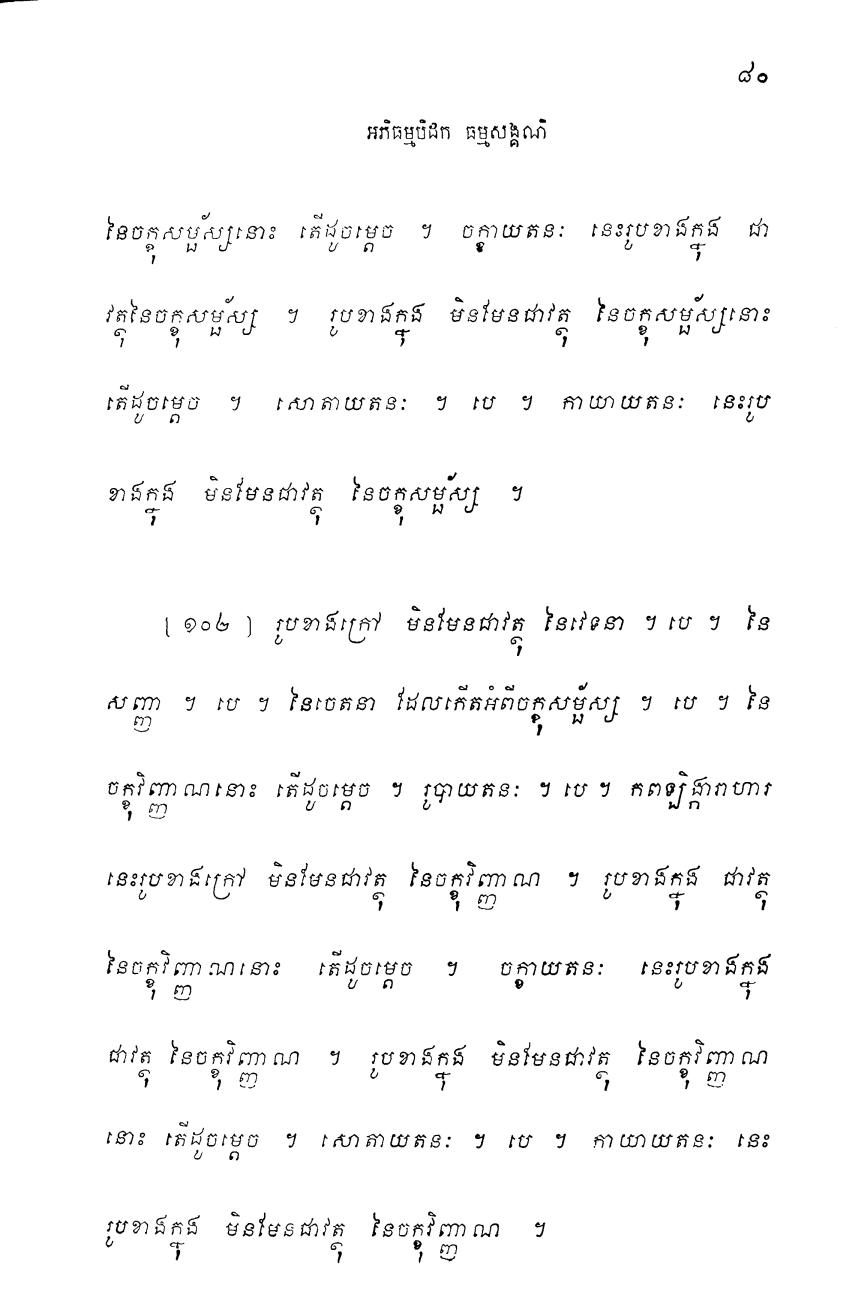 ៨០
អភិធម្មបិដក ធម្មសង្គណី
នៃចក្ខុសម្ផ័ស្សនោះ តើដូចម្តេច ។ ចក្ខាយតនៈ នេះរូបខាងក្នុង ជា
វត្ថុនៃចក្ខុសម្ផ័ស្ស ។ រូបខាងក្នុង មិនមែនជាវត្ថុ នៃចក្ខុសម្ផ័ស្សនោះ
តើដូចម្តេច ។ សោតាយតនៈ ។ បេ ។ កាយាយតនៈ នេះរូប
ខាងក្នុង មិនមែនជាវត្ថុ នៃចក្ខុសម្ផ័ស្ស ។
[ ១០២ ] រូបខាងក្រៅ មិនមែនជាវត្ថុ នៃវេទនា ។ បេ ។ នៃ
សញ្ញា ។ បេ ។ នៃចេតនា ដែលកើតអំពីចក្ខុសម្ផ័ស្ស ។ បេ ។ នៃ
ចក្ខុវិញ្ញាណនោះ តើដូចម្តេច ។ រូបាយតនៈ ។ បេ ។ កពឡិង្ការាហារ
នេះរូបខាងក្រៅ មិនមែនជាវត្ថុ នៃចក្ខុវិញ្ញាណ ។ រូបខាងក្នុង ជាវត្ថុ
នៃចក្ខុវិញ្ញាណនោះ តើដូចម្តេច ។ ចក្ខាយតនៈ នេះរូបខាងក្នុង
ជាវត្ថុ នៃចក្ខុវិញ្ញាណ ។ រូបខាងក្នុង មិនមែនជាវត្ថុ នៃចក្ខុវិញ្ញាណ
នោះ តើដូចម្តេច ។ សោតាយតនៈ ។ បេ ។ កាយាយតនៈ នេះ
រូបខាងក្នុង មិនមែនជាវត្ថុ នៃចក្ខុវិញ្ញាណ ។